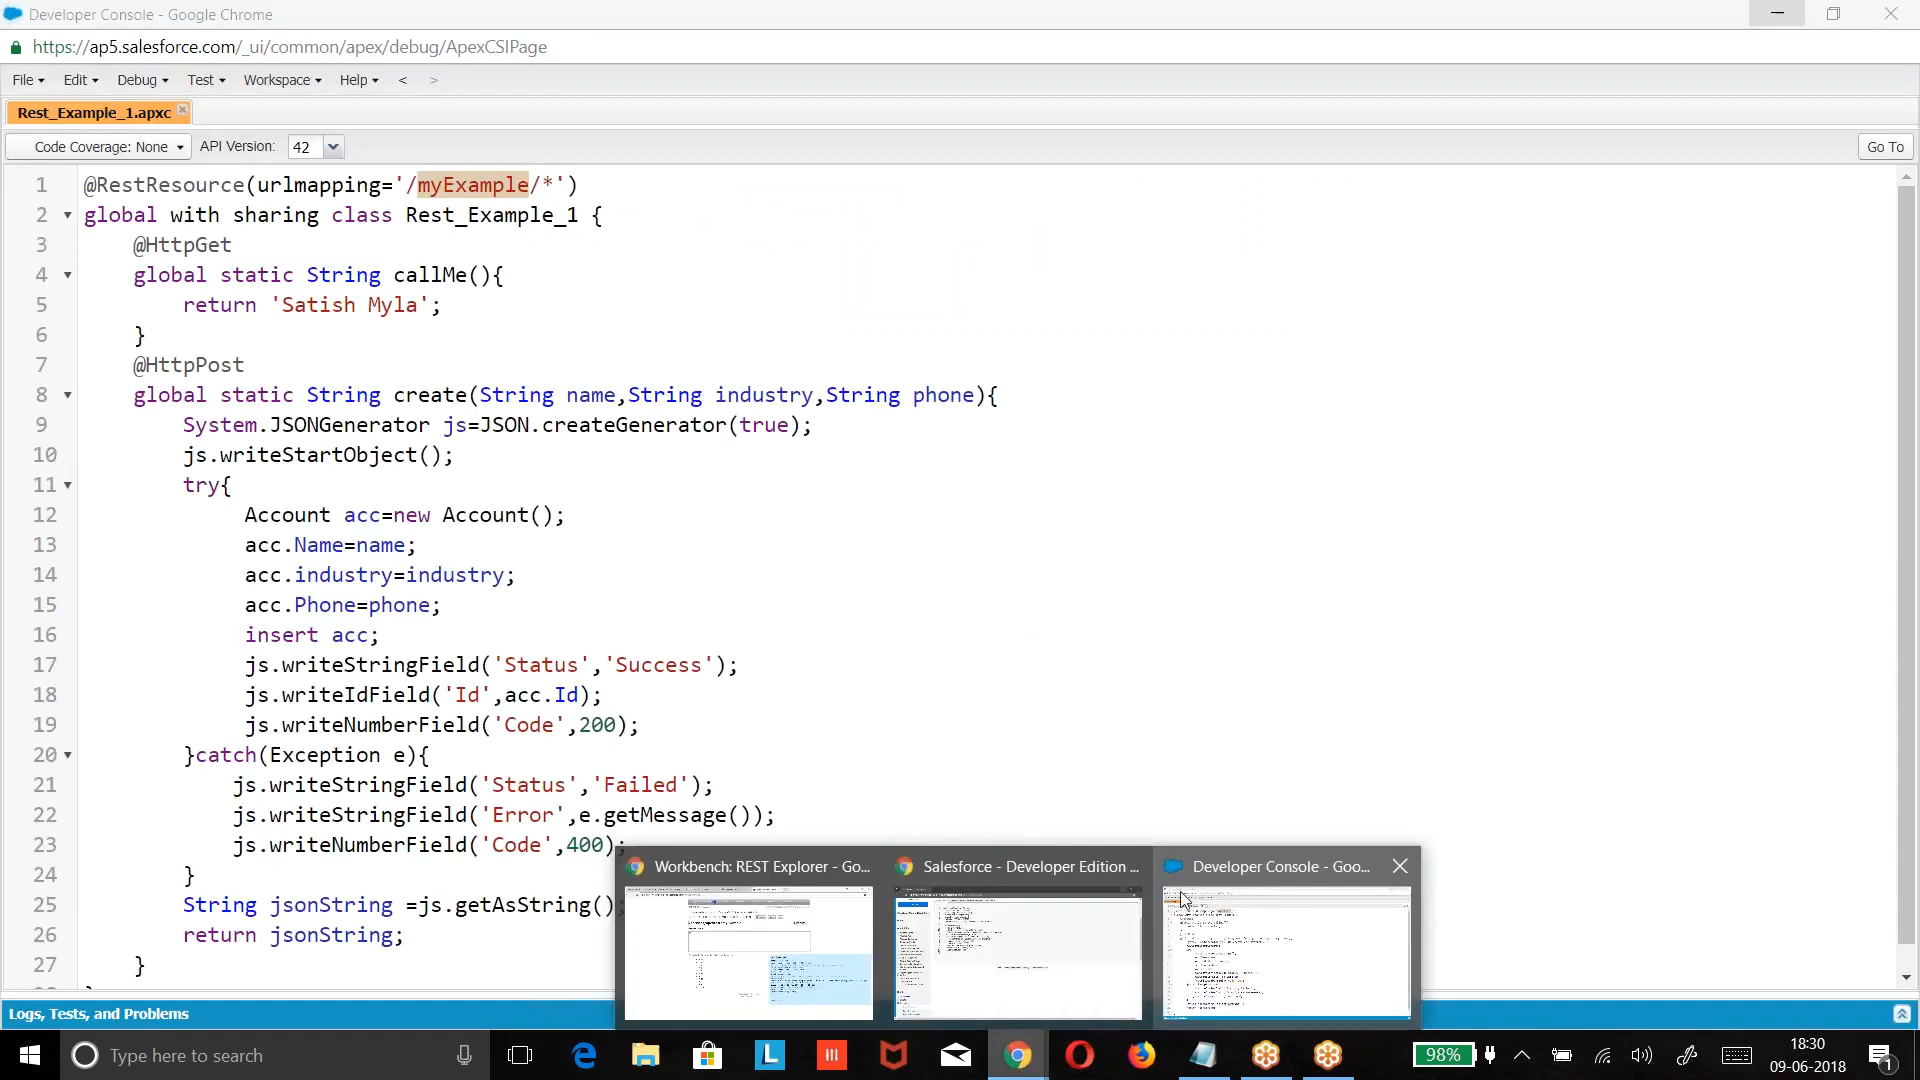 Developer Console - Google Chrome
https://ap5.salesforce.com/_ui/common/apex/debug/ApexCSIPage
File Edit Debug Test Workspace Help < >
Rest_Example_1.apxc
Code Coverage: None API Version: 42 Go To
1 @RestResource(urlmapping='/myExample/*')
2 global with sharing class Rest_Example_1 {
3 @HttpGet
4 global static String callMe(){
5 return 'Satish Myla';
6 }
7 @HttpPost
8 global static String create(String name,String industry,String phone){
9 System.JSONGenerator js=JSON.createGenerator(true);
10 js.writeStartObject();
11 try{
12 Account acc=new Account();
13 acc.Name=name;
14 acc.industry=industry;
15 acc.Phone=phone;
16 insert acc;
17 js.writeStringField('Status','Success');
18 js.writeIdField('Id',acc.Id);
19 js.writeNumberField('Code',200);
20 }catch(Exception e){
21 js.writeStringField('Status','Failed');
22 js.writeStringField('Error',e.getMessage());
23 js.writeNumberField('Code',400);
24 }
25 String jsonString =js.getAsString();
26 return jsonString;
27 }
Workbench: REST Explorer - Go... Salesforce - Developer Edition ... Developer Console - Goo...
Logs, Tests, and Problems
Type here to search
98%
18:30
09-06-2018
1